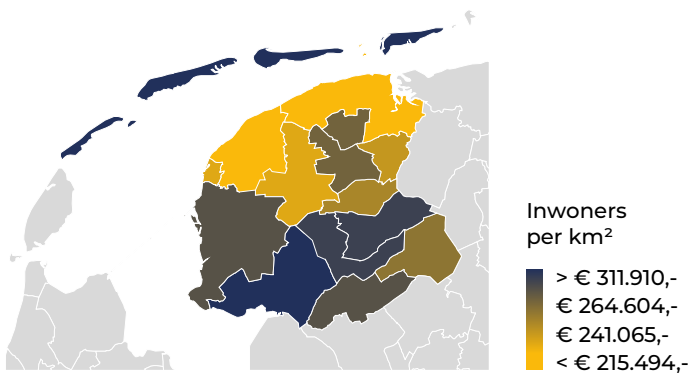 Inwoners
per km²
> € 311.910,-
€ 264.604,-
€ 241.065,-
< € 215.494,-